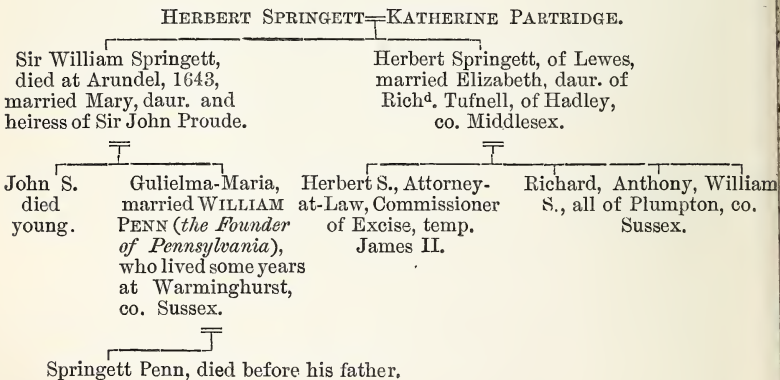 HERBERT SPRINGETT=KATHERINE PARTRIDGE.
Sir William Springett,
died at Arundel, 1643,
married Mary, daur. and
heiress of Sir John Proude.
Herbert Springett, of Lewes,
married Elizabeth, daur. of
Richd. Tufnell, of Hadley,
co. Middlesex.
John S.
died
young.
Gulielma-Maria,
married WILLIAM
PENN (the Founder
of Pennsylvania),
who lived some years
at Warminghurst,
co. Sussex.
Herbert S., Attorney-
at-Law, Commissioner
of Excise, temp.
James II.
Richard, Anthony, William
S., all of Plumpton, co.
Sussex.
Springett Penn, died before his father.